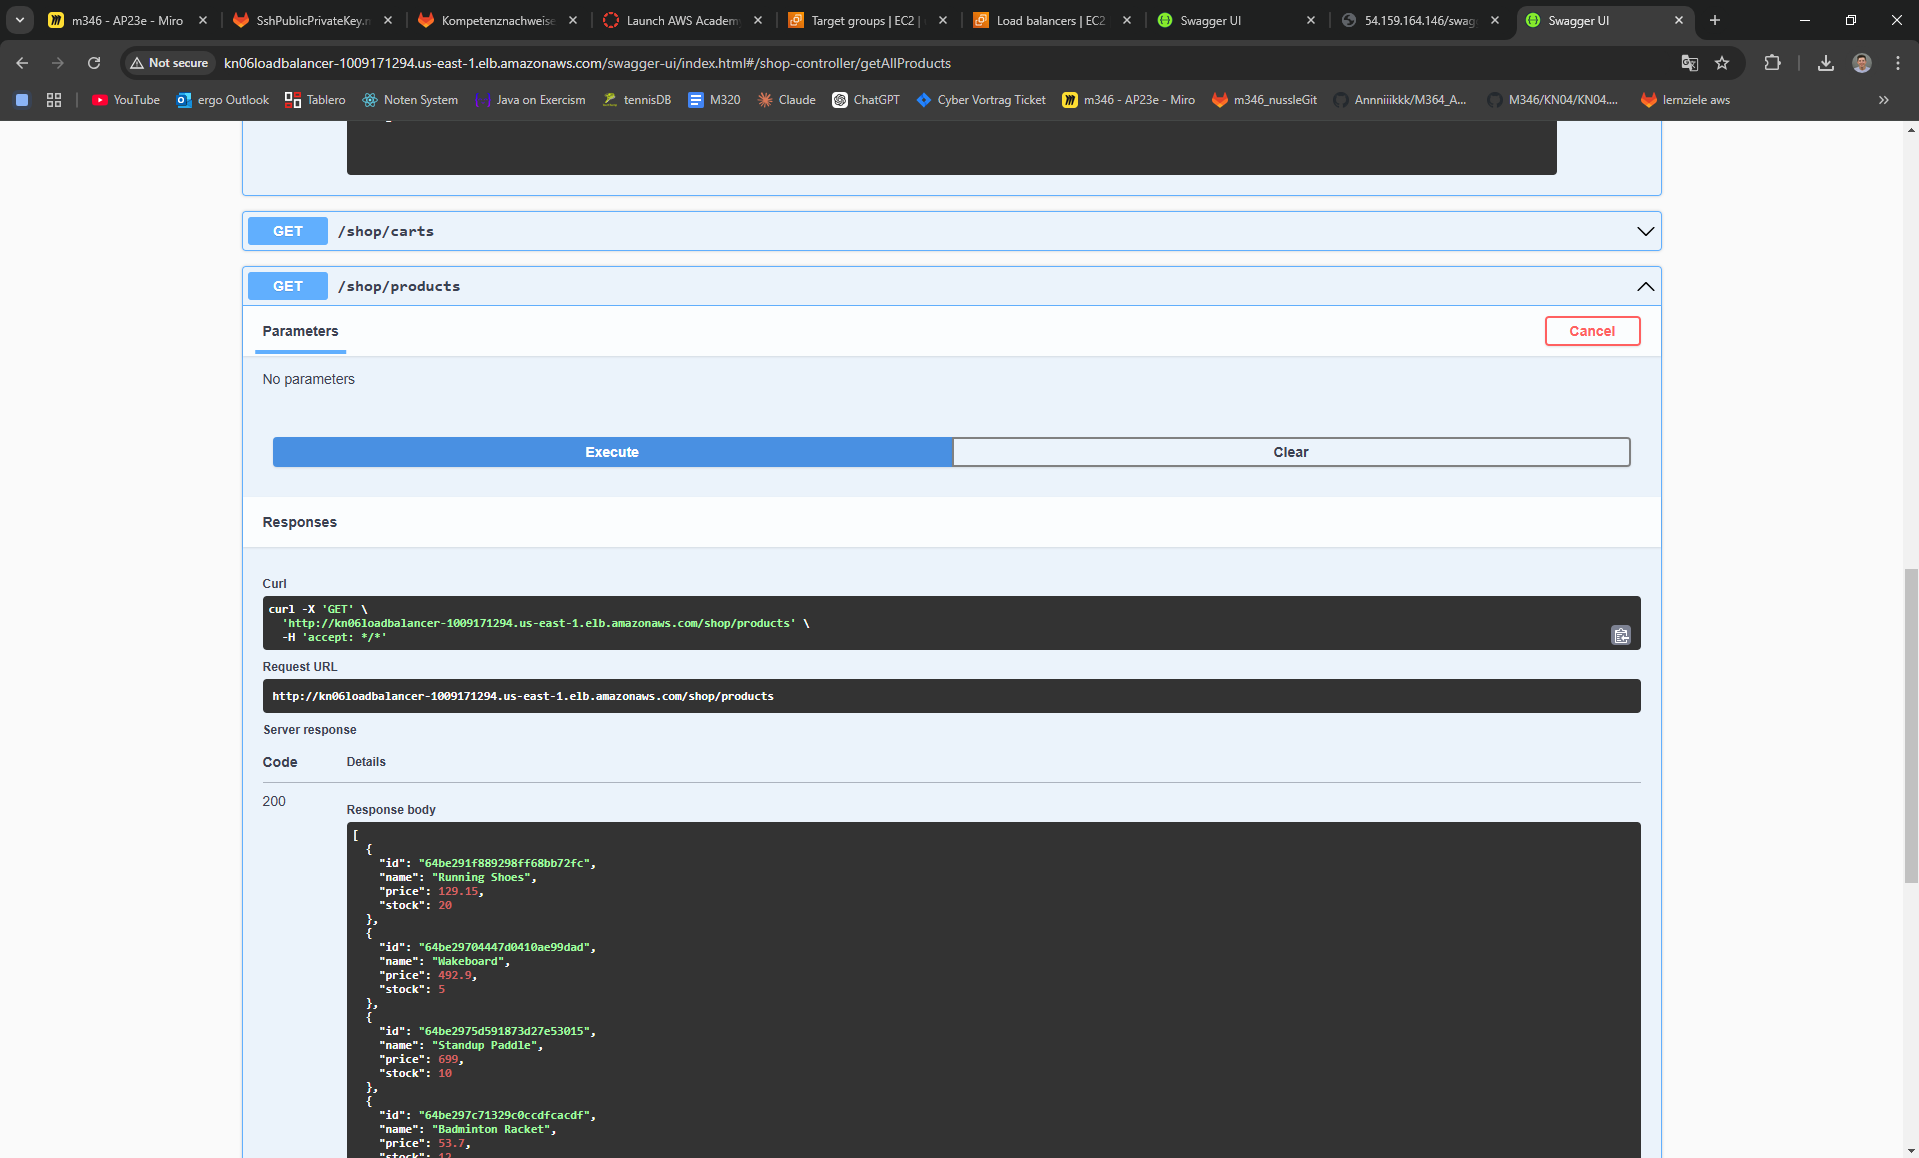 m346 - AP23e - Miro
SshPublicPrivateKey.n
Kompetenznachweise
Launch AWS Academ
Target groups | EC2 |
Load balancers | EC2
Swagger UI
54.159.164.146/swag
Swagger UI
Not secure
kn06loadbalancer-1009171294.us-east-1.elb.amazonaws.com/swagger-ui/index.html#/shop-controller/getAllProducts
YouTube
ergo Outlook
Tablero
Noten System
Java on Exercism
tennisDB
M320
Claude
ChatGPT
Cyber Vortrag Ticket
m346 - AP23e - Miro
m346_nussleGit
Annniiikkk/M364_A...
M346/KN04/KN04....
lernziele aws
GET /shop/carts
GET /shop/products
Parameters
Cancel
No parameters
Execute
Clear
Responses
Curl
curl -X 'GET' \
'http://kn06loadbalancer-1009171294.us-east-1.elb.amazonaws.com/shop/products' \
-H 'accept: */*'
Request URL
http://kn06loadbalancer-1009171294.us-east-1.elb.amazonaws.com/shop/products
Server response
Code Details
200
Response body
[
{
"id": "64be291f889298ff68bb72fc",
"name": "Running Shoes",
"price": 129.15,
"stock": 20
},
{
"id": "64be29704447d0410ae99dad",
"name": "Wakeboard",
"price": 492.9,
"stock": 5
},
{
"id": "64be2975d591873d27e53015",
"name": "Standup Paddle",
"price": 699,
"stock": 10
},
{
"id": "64be297c71329c0ccdfcacdf",
"name": "Badminton Racket",
"price": 53.7,
"stock": 12